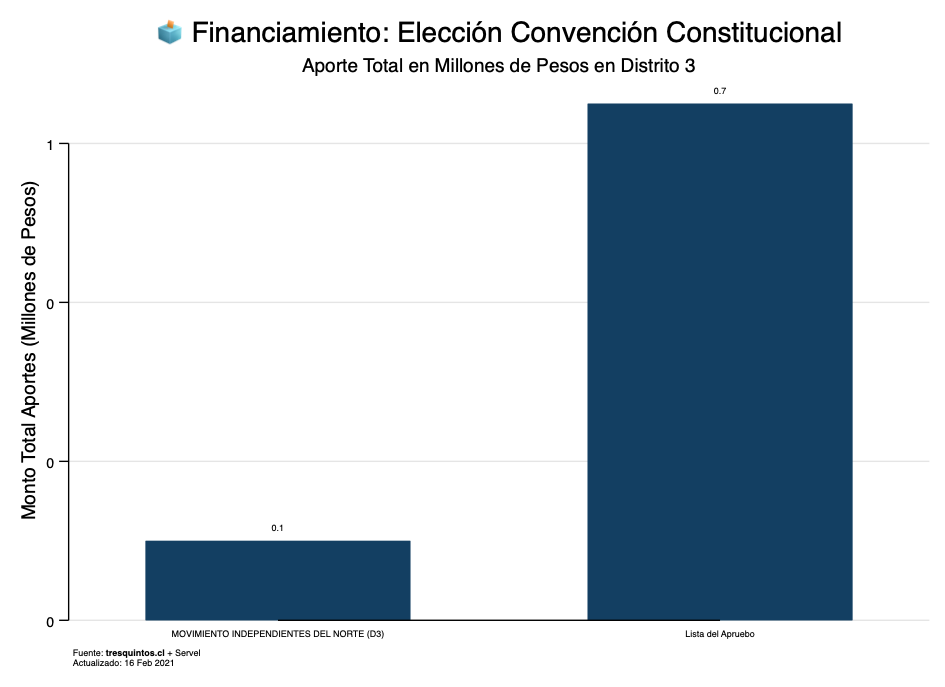 Financiamiento: Elección Convención Constitucional
Aporte Total en Millones de Pesos en Distrito 3
0.7
1
Monto Total Aportes (Millones de Pesos)
0
0
0.1
0
MOVIMIENTO INDEPENDIENTES DEL NORTE (D3)
Lista del Apruebo
Fuente: tresquintos.cl + Servel
Actualizado: 16 Feb 2021